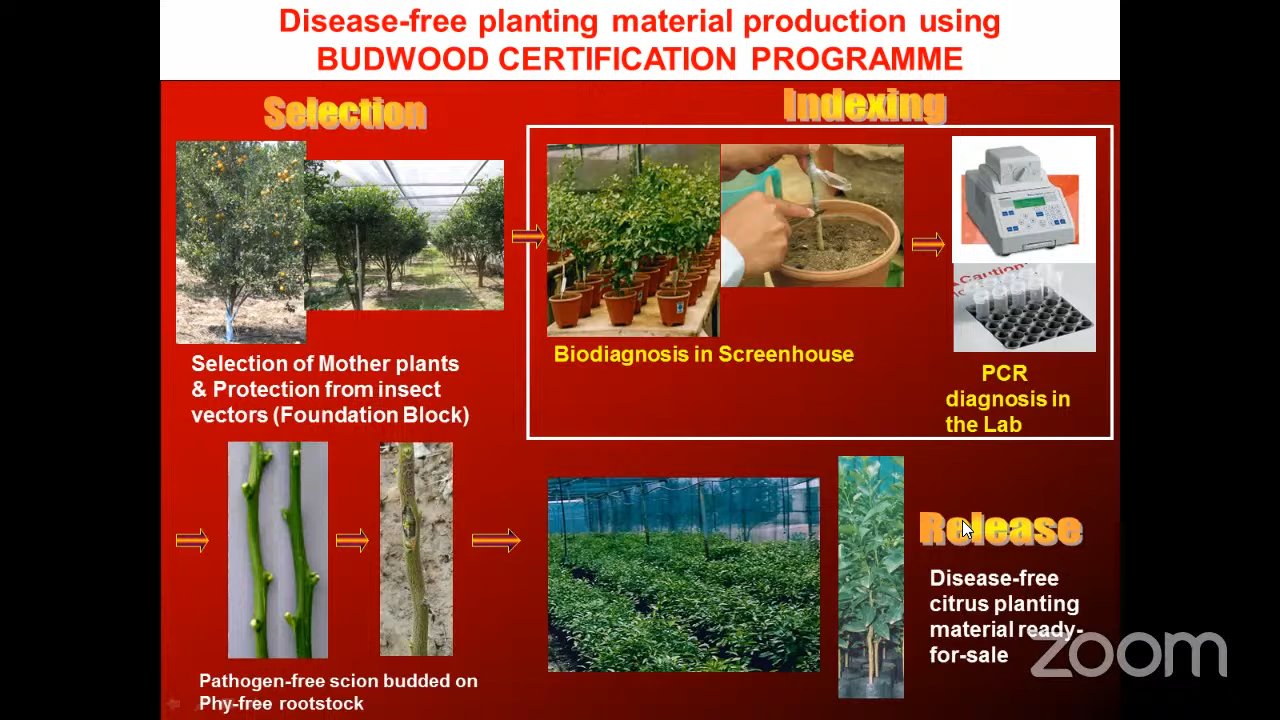 Disease-free planting material production using
BUDWOOD CERTIFICATION PROGRAMME
Selection
Indexing
Selection of Mother plants
& Protection from insect
vectors (Foundation Block)
Biodiagnosis in Screenhouse
Caution
PCR
diagnosis in
the Lab
Pathogen-free scion budded on
Phy-free rootstock
Release
Disease-free
citrus planting
material ready-
for-sale
zoom